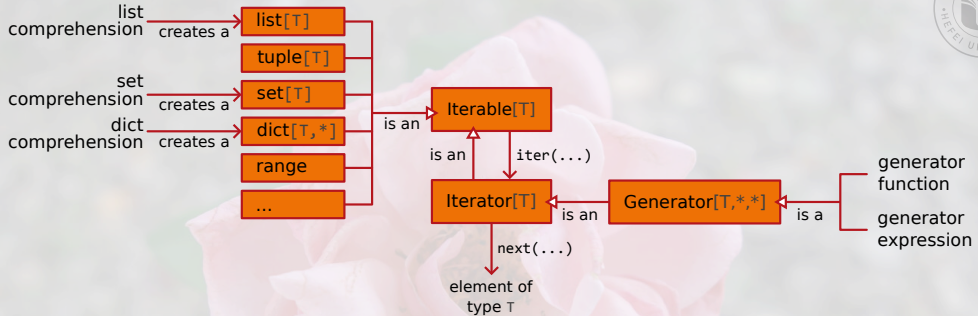 list
comprehension
creates a
list[T]
tuple[T]
set
comprehension
creates a
set[T]
dict
comprehension
creates a
dict[T,*]
range
...
is an
Iterable[T]
is an
iter(...)
Iterator[T]
is an
Generator[T,*,*]
is a
generator
function
generator
expression
next(...)
element of
type T
HEFEI